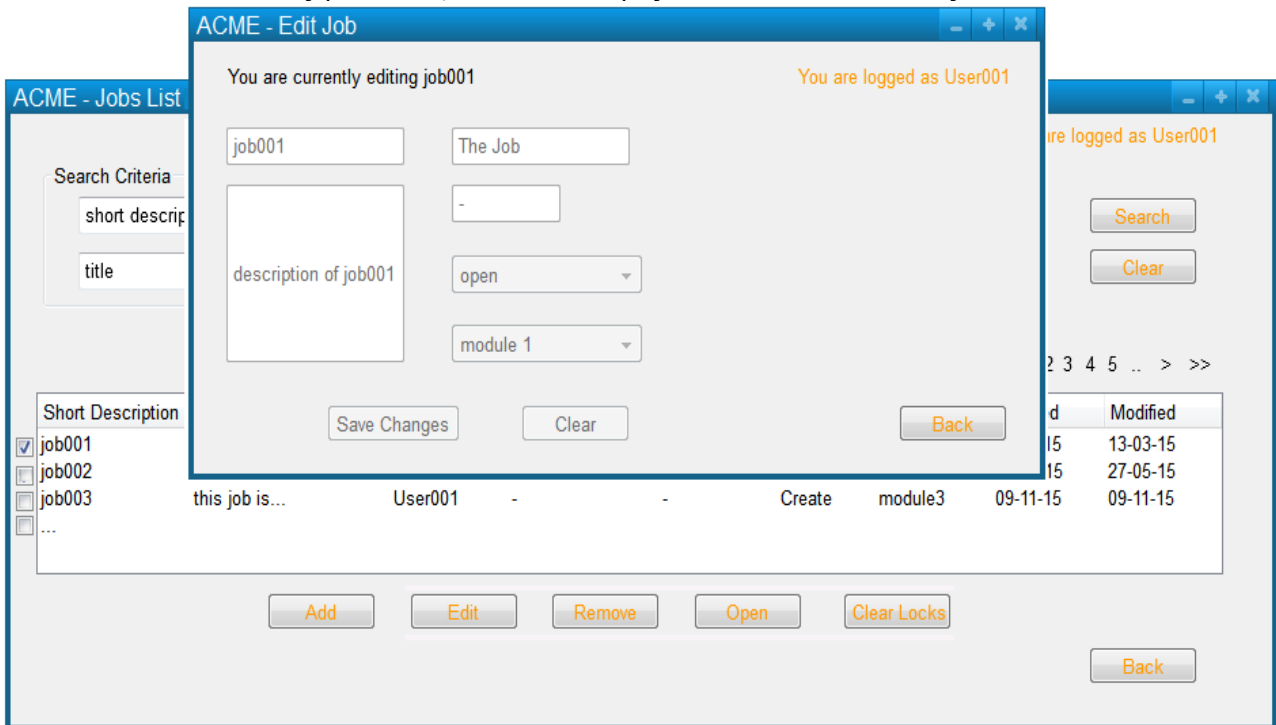 ACME - Edit Job
You are currently editing job001
You are logged as User001
job001
The Job
-
description of job001
open
module 1
Save Changes
Clear
Back
ACME - Jobs List
are logged as User001
Search Criteria
short descrip
title
Search
Clear
2 3 4 5 .. > >>
Short Description d Modified
job001 15 13-03-15
job002 15 27-05-15
job003 this job is... User001 - - Create module3 09-11-15 09-11-15
...
Add Edit Remove Open Clear Locks
Back